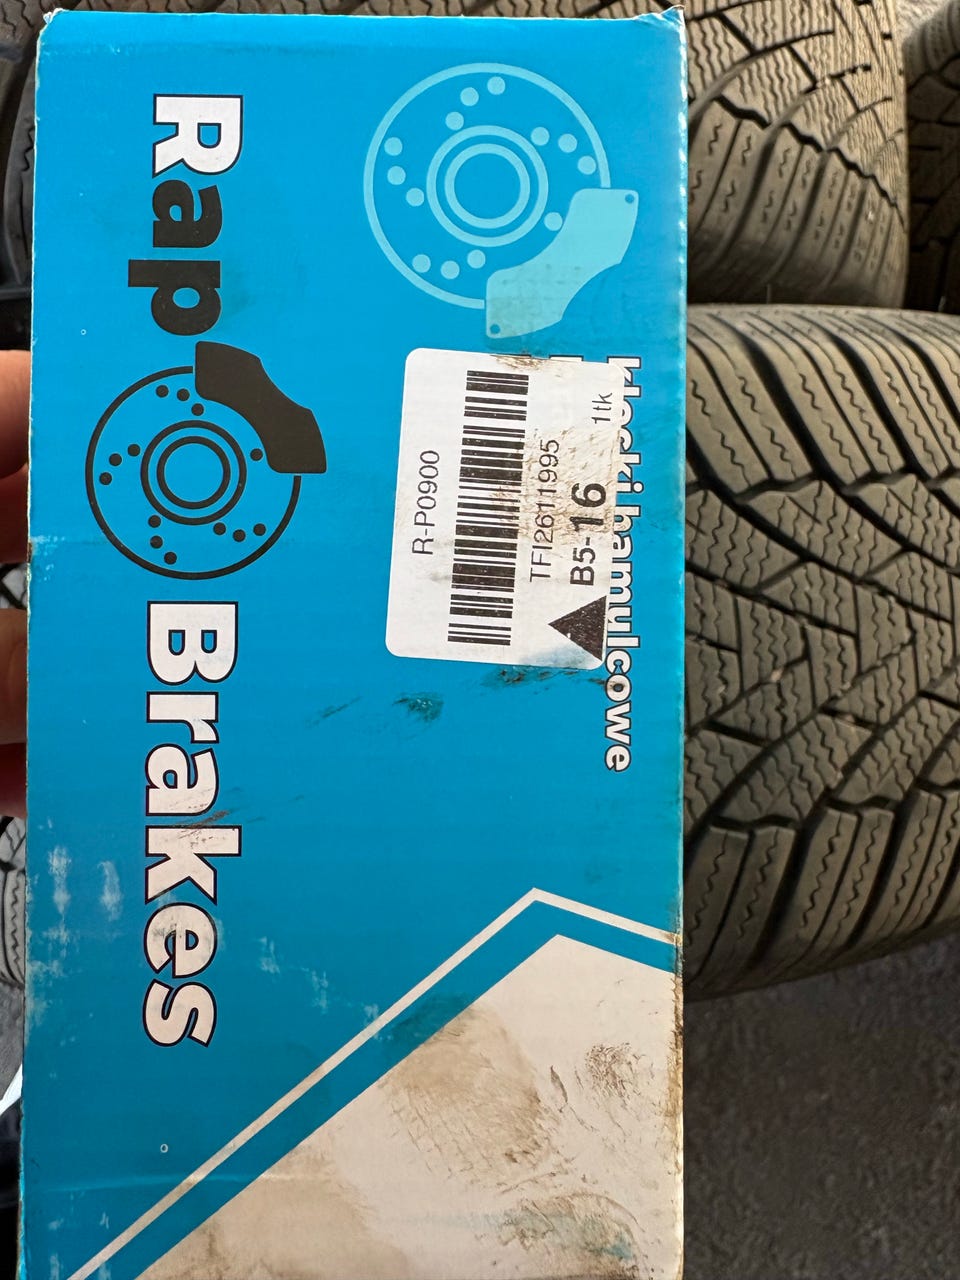 Rap Brakes
klocki hamulcowe
R-P0900
TFI2611995
B5-16 1tk